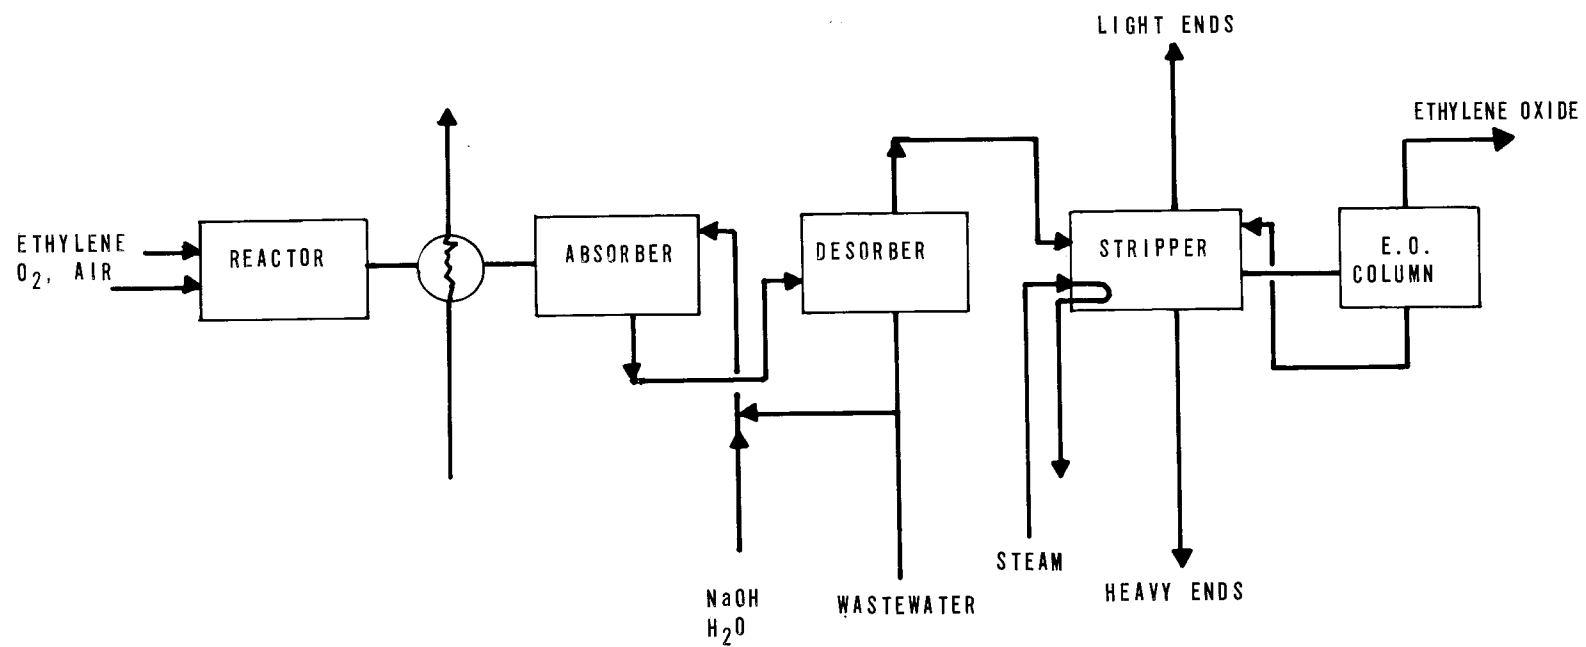 LIGHT ENDS
ETHYLENE OXIDE
ETHYLENE
O2, AIR
REACTOR
ABSORBER
DESORBER
STRIPPER
E.O.
COLUMN
STEAM
NaOH
H2O
WASTEWATER
HEAVY ENDS